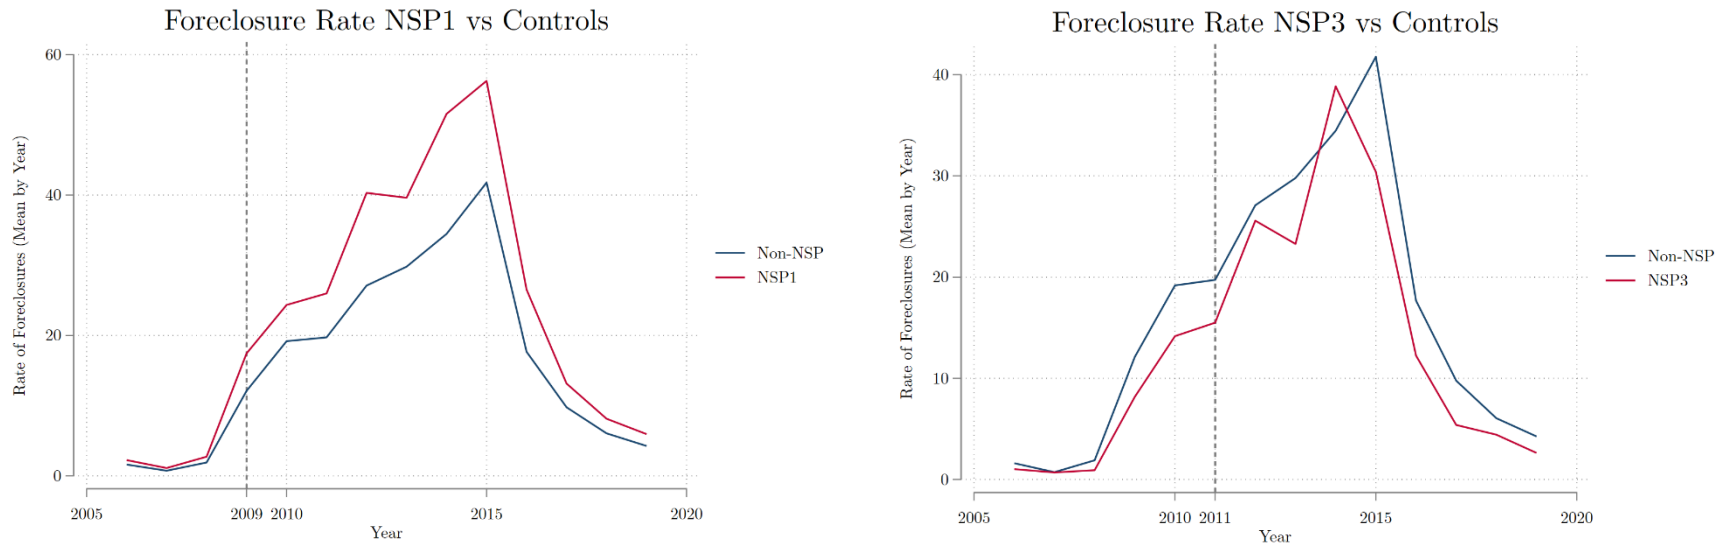 Foreclosure Rate NSP1 vs Controls
Rate of Foreclosures (Mean by Year)
60
40
20
0
2005 2009 2010 2015 2020
Year
Non-NSP
NSP1
Foreclosure Rate NSP3 vs Controls
Rate of Foreclosures (Mean by Year)
40
30
20
10
0
2005 2010 2011 2015 2020
Year
Non-NSP
NSP3